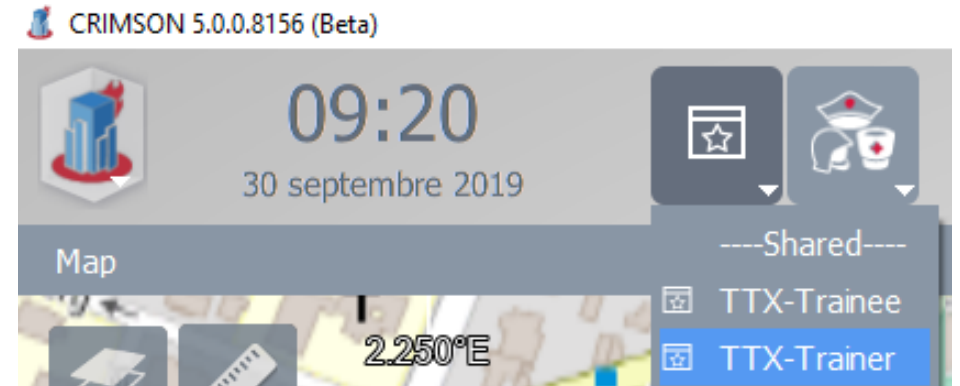 CRIMSON 5.0.0.8156 (Beta)
09:20
30 septembre 2019
Map
----Shared----
TTX-Trainee
TTX-Trainer
2.250°E